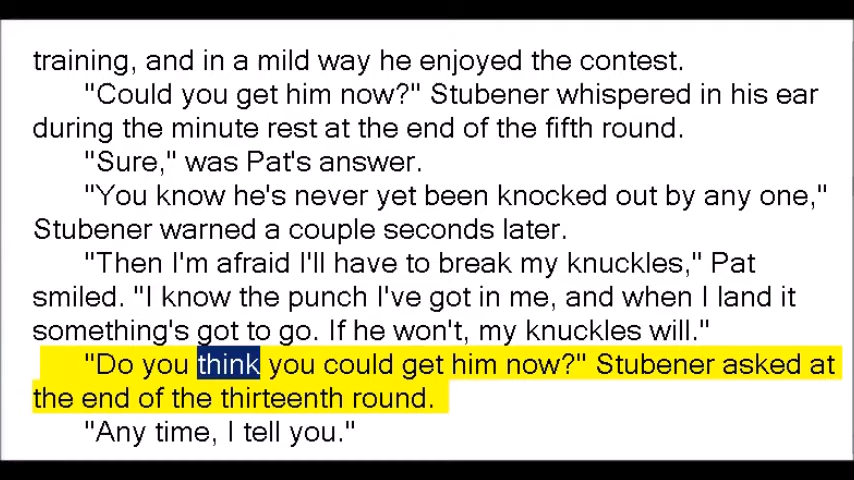 training, and in a mild way he enjoyed the contest.
"Could you get him now?" Stubener whispered in his ear
during the minute rest at the end of the fifth round.
"Sure," was Pat's answer.
"You know he's never yet been knocked out by any one,"
Stubener warned a couple seconds later.
"Then I'm afraid I'll have to break my knuckles," Pat
smiled. "I know the punch I've got in me, and when I land it
something's got to go. If he won't, my knuckles will."
"Do you think you could get him now?" Stubener asked at
the end of the thirteenth round.
"Any time, I tell you."